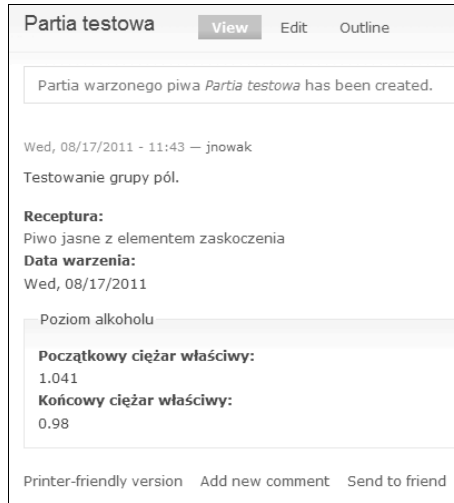 Partia testowa View Edit Outline
Partia warzonego piwa Partia testowa has been created.
Wed, 08/17/2011 - 11:43 — jnowak
Testowanie grupy pól.
Receptura:
Piwo jasne z elementem zaskoczenia
Data warzenia:
Wed, 08/17/2011
Poziom alkoholu
Początkowy ciężar właściwy:
1.041
Końcowy ciężar właściwy:
0.98
Printer-friendly version Add new comment Send to friend